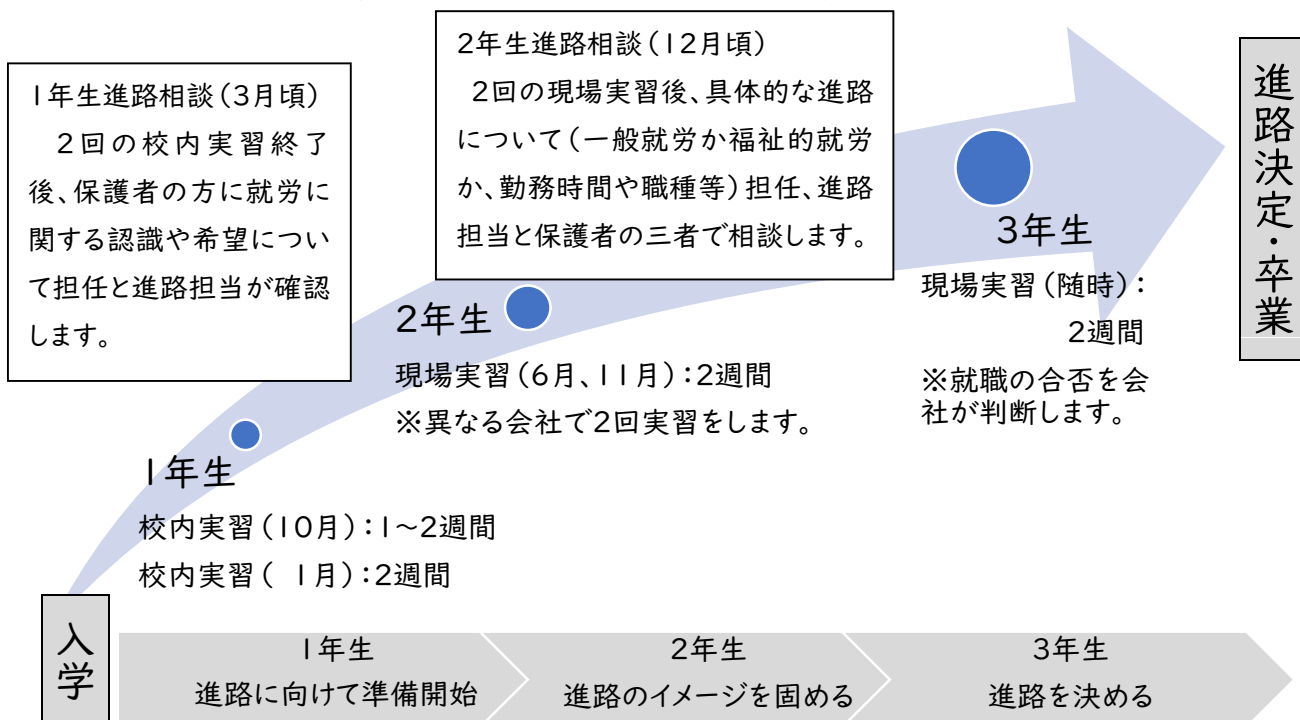 1年生進路相談(3月頃)
2回の校内実習終了
後、保護者の方に就労に
関する認識や希望につい
て担任と進路担当が確認
します。
2年生進路相談(12月頃)
2回の現場実習後、具体的な進路
について(一般就労か福祉的就労
か、勤務時間や職種等)担任、進路
担当と保護者の三者で相談します。
進路決定・卒業
3年生
現場実習(随時):
2週間
※就職の合否を会
社が判断します。
2年生
現場実習(6月、11月):2週間
※異なる会社で2回実習をします。
1年生
校内実習(10月):1~2週間
校内実習( 1月):2週間
入学
1年生
進路に向けて準備開始
2年生
進路のイメージを固める
3年生
進路を決める